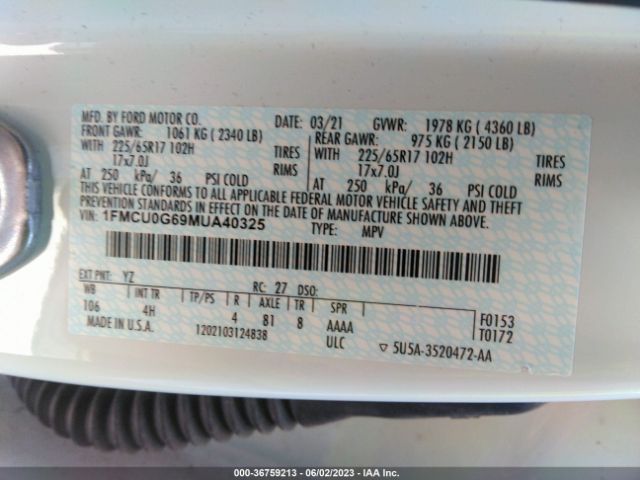 MFD. BY FORD MOTOR CO. DATE: 03/21 GVWR: 1978 KG ( 4360 LB)
FRONT GAWR: 1061 KG ( 2340 LB) REAR GAWR: 975 KG ( 2150 LB)
WITH 225/65R17 102H TIRES WITH 225/65R17 102H TIRES
17x7.0J RIMS 17x7.0J RIMS
AT 250 kPa/ 36 PSI COLD AT 250 kPa/ 36 PSI COLD
THIS VEHICLE CONFORMS TO ALL APPLICABLE FEDERAL MOTOR VEHICLE SAFETY AND THEFT
PREVENTION STANDARDS IN EFFECT ON THE DATE OF MANUFACTURE SHOWN ABOVE.
VIN: 1FMCU0G69MUA40325 TYPE: MPV
EXT PNT: YZ RC: 27 DSO:
WB INT TR TP/PS R AXLE TR SPR
106 4H 4 81 8 AAAA F0153
MADE IN U.S.A. 1202103124838 ULC T0172
▽ 5U5A-3520472-AA
000-36759213 - 06/02/2023 - IAA Inc.